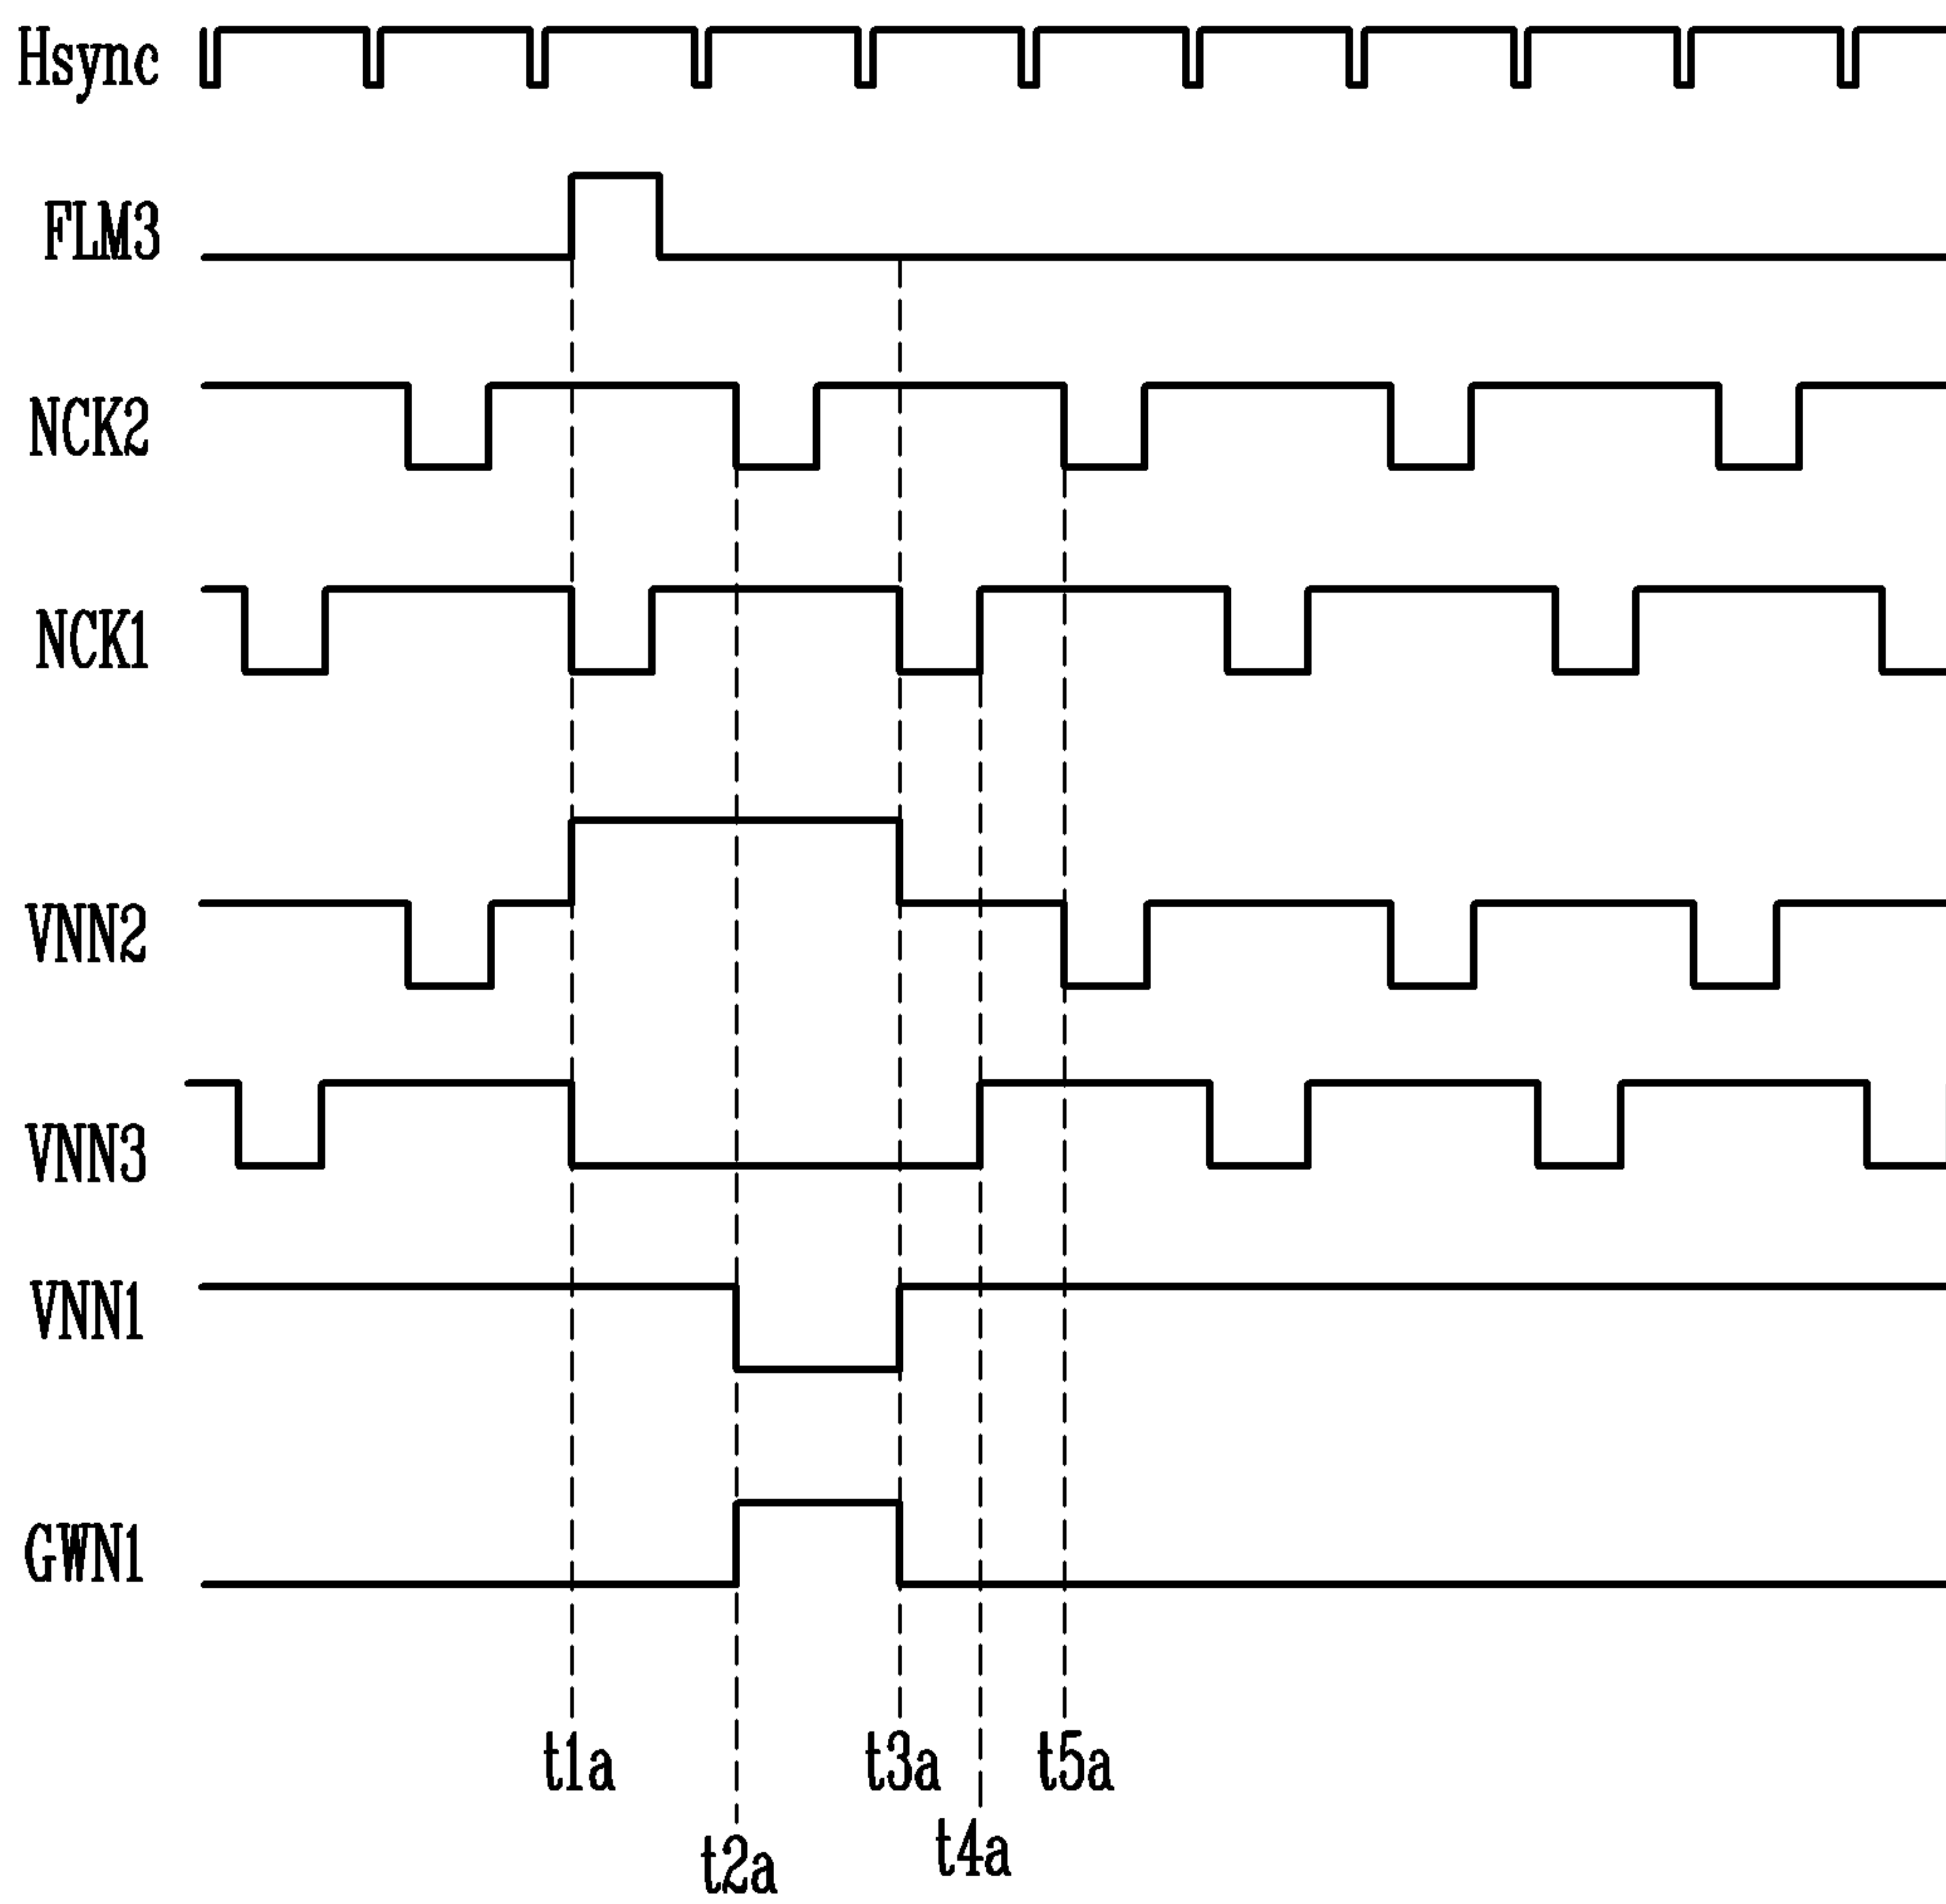 Hsync
FLM3
NCK2
NCK1
VNN2
VNN3
VNN1
GWN1
t1a
t3a
t5a
t2a
t4a